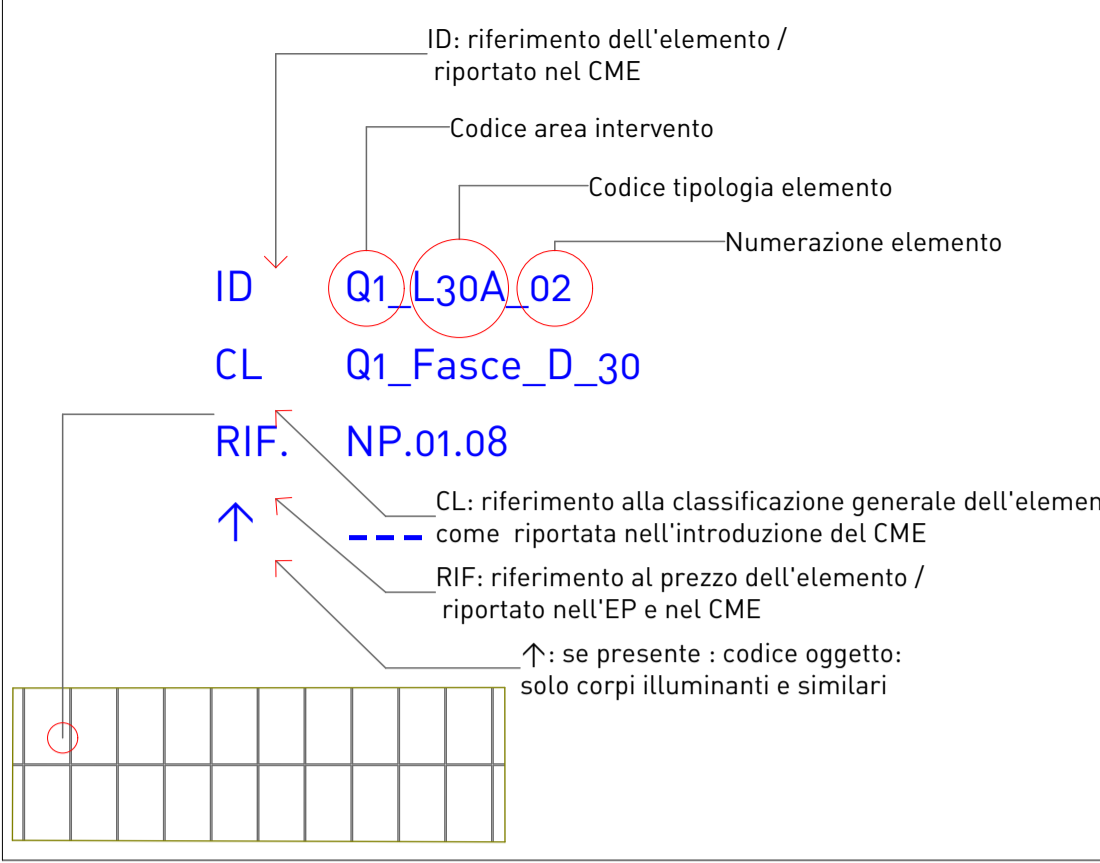 ID: riferimento dell'elemento /
riportato nel CME
Codice area intervento
Codice tipologia elemento
Numerazione elemento
ID Q1_L30A_02
CL Q1_Fasce_D_30
RIF. NP.01.08
CL: riferimento alla classificazione generale dell'elemen
↑ --- come riportata nell'introduzione del CME
RIF: riferimento al prezzo dell'elemento /
riportato nell'EP e nel CME
↑: se presente : codice oggetto:
solo corpi illuminanti e similari